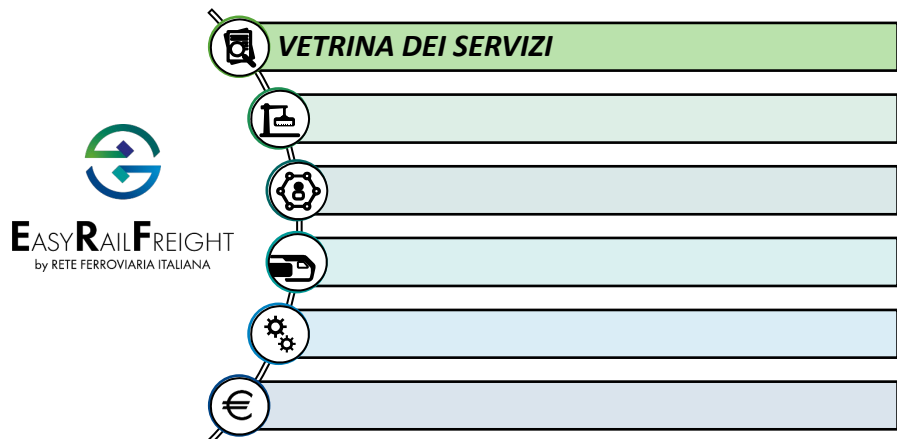 VETRINA DEI SERVIZI
EASYRAILFREIGHT
by RETE FERROVIARIA ITALIANA
€